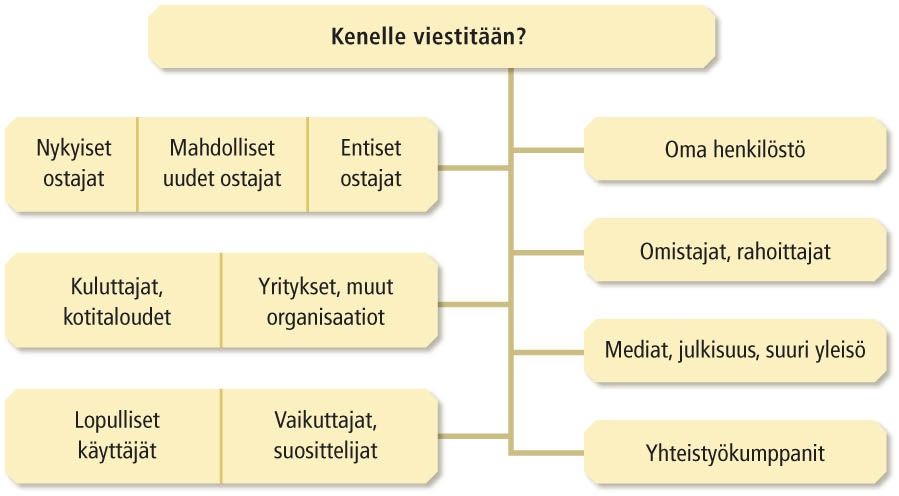 Kenelle viestitään?
Nykyiset
ostajat
Mahdolliset
uudet ostajat
Entiset
ostajat
Kuluttajat,
kotitaloudet
Yritykset, muut
organisaatiot
Lopulliset
käyttäjät
Vaikuttajat,
suosittelijat
Oma henkilöstö
Omistajat, rahoittajat
Mediat, julkisuus, suuri yleisö
Yhteistyökumppanit